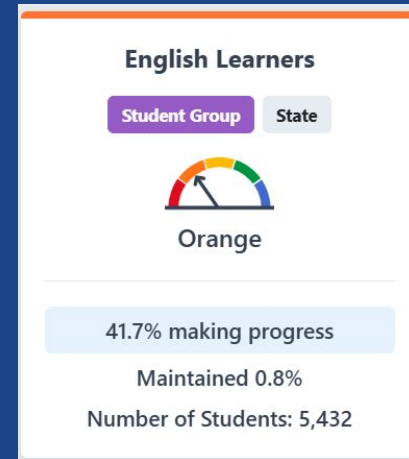 English Learners
Student Group State
Orange
41.7% making progress
Maintained 0.8%
Number of Students: 5,432